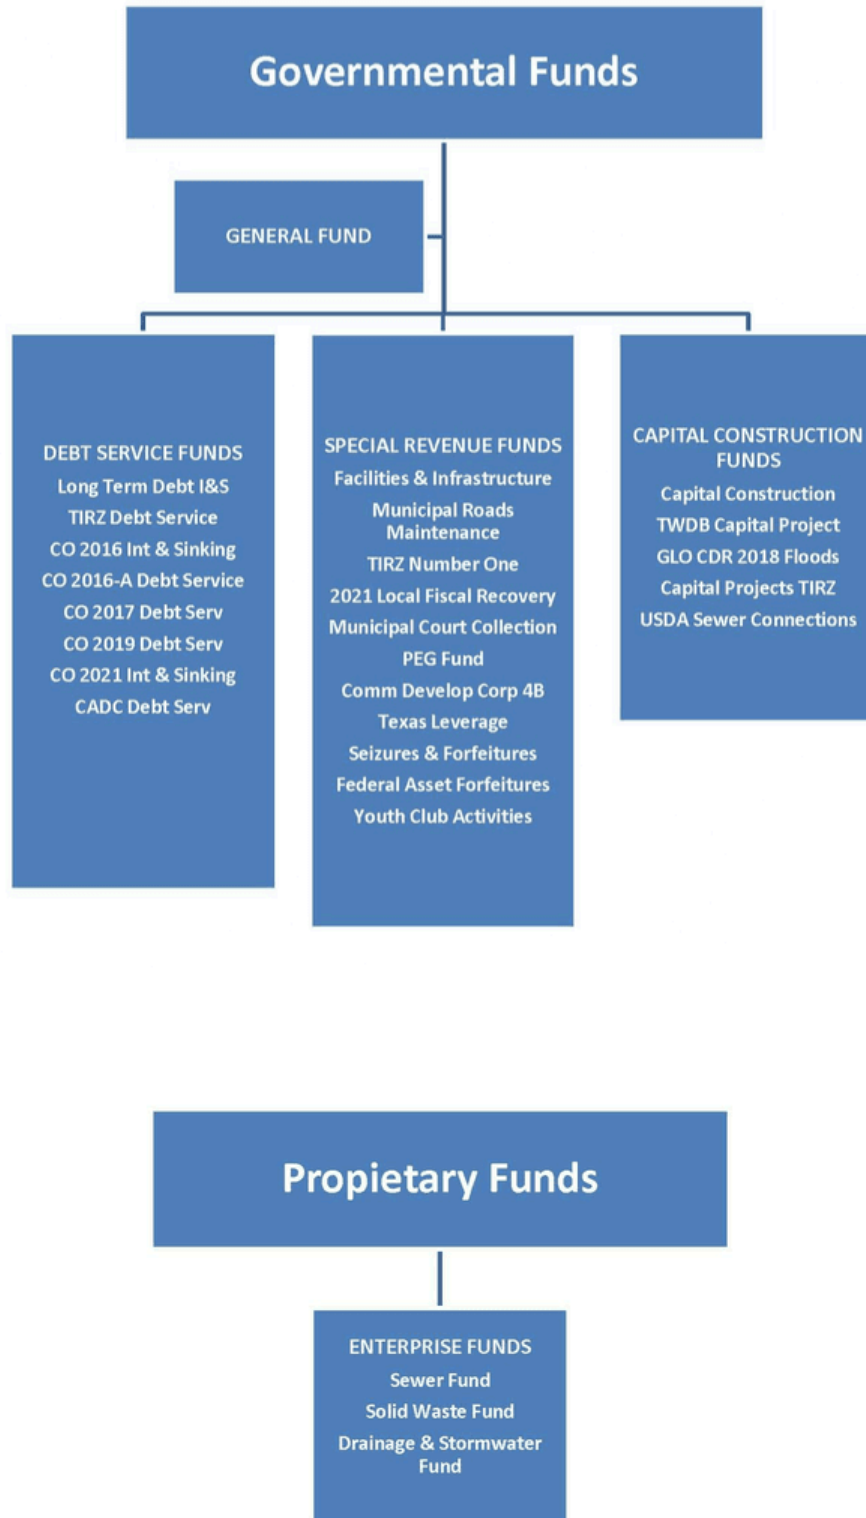 Governmental Funds
GENERAL FUND
DEBT SERVICE FUNDS
Long Term Debt I&S
TIRZ Debt Service
CO 2016 Int & Sinking
CO 2016-A Debt Service
CO 2017 Debt Serv
CO 2019 Debt Serv
CO 2021 Int & Sinking
CADC Debt Serv
SPECIAL REVENUE FUNDS
Facilities & Infrastructure
Municipal Roads
Maintenance
TIRZ Number One
2021 Local Fiscal Recovery
Municipal Court Collection
PEG Fund
Comm Develop Corp 4B
Texas Leverage
Seizures & Forfeitures
Federal Asset Forfeitures
Youth Club Activities
CAPITAL CONSTRUCTION
FUNDS
Capital Construction
TWDB Capital Project
GLO CDR 2018 Floods
Capital Projects TIRZ
USDA Sewer Connections
Propietary Funds
ENTERPRISE FUNDS
Sewer Fund
Solid Waste Fund
Drainage & Stormwater
Fund